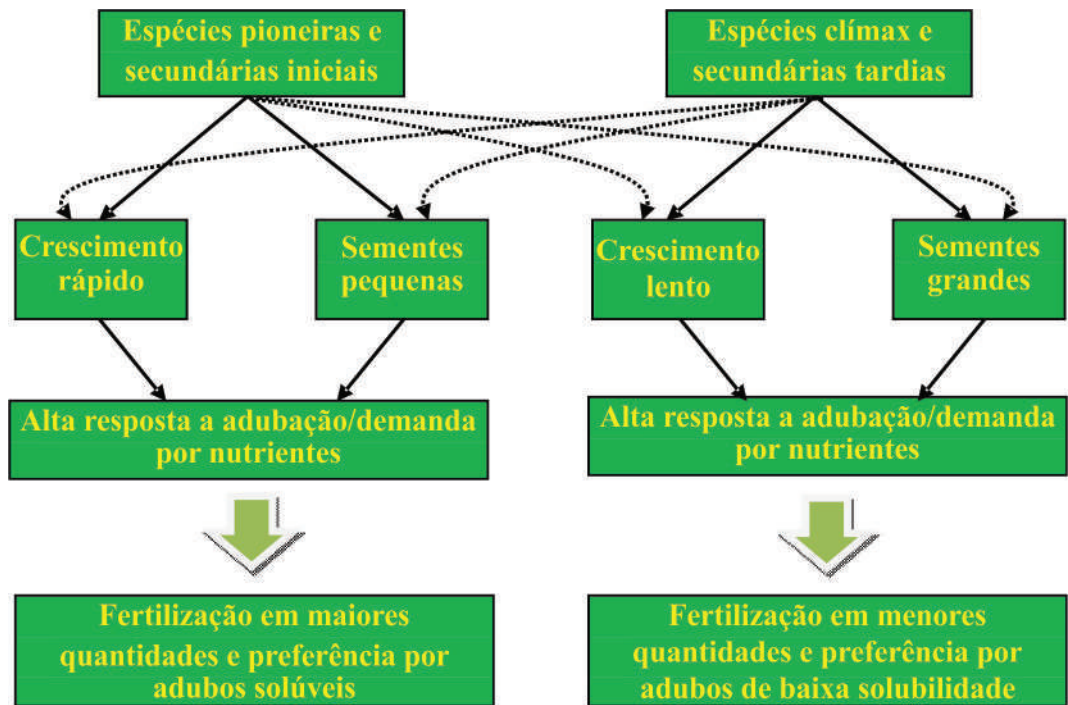 Espécies pioneiras e
secundárias iniciais
Espécies clímax e
secundárias tardias
Crescimento
rápido
Sementes
pequenas
Crescimento
lento
Sementes
grandes
Alta resposta a adubação/demanda
por nutrientes
Alta resposta a adubação/demanda
por nutrientes
Fertilização em maiores
quantidades e preferência por
adubos solúveis
Fertilização em menores
quantidades e preferência por
adubos de baixa solubilidade